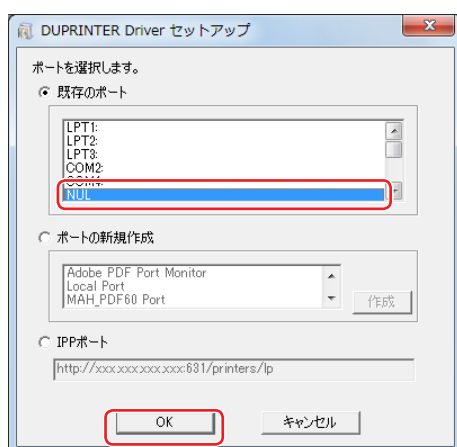 DUPRINTER Driver セットアップ
ポートを選択します。
既存のポート
LPT1:
LPT2:
LPT3:
COM2:
COM4:
NUL
ポートの新規作成
Adobe PDF Port Monitor
Local Port
MAH_PDF60 Port
作成
IPPポート
http://xxx.xxx.xxx.xxx:631/printers/lp
OK
キャンセル